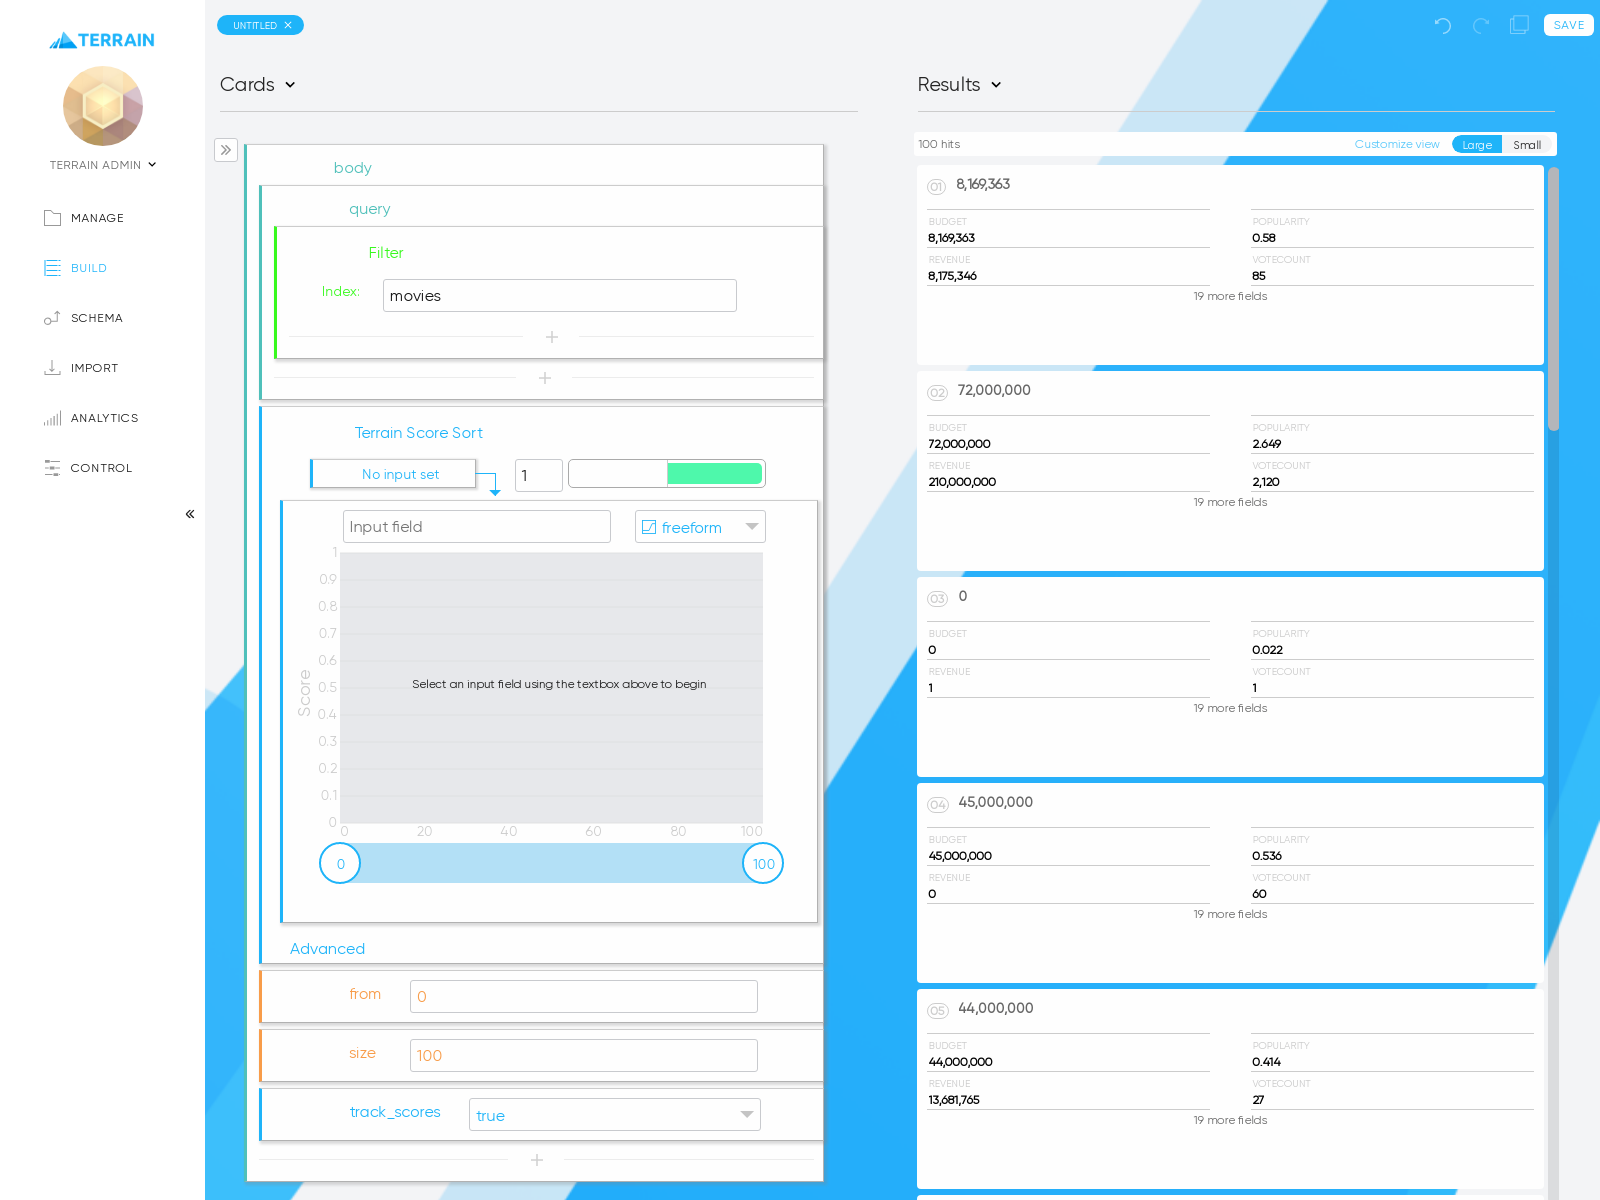 UNTITLED
SAVE
TERRAIN
TERRAIN ADMIN
MANAGE
BUILD
SCHEMA
IMPORT
ANALYTICS
CONTROL
Cards
body
query
Filter
Index:
movies
Terrain Score Sort
No input set
1
Input field
freeform
1
0.9
0.8
0.7
0.6
0.5
0.4
0.3
0.2
0.1
0
Score
Select an input field using the textbox above to begin
0 20 40 60 80 100
0
100
Advanced
from
0
size
100
track_scores
true
Results
100 hits
Customize view
Large
Small
01 8,169,363
BUDGET
8,169,363
POPULARITY
0.58
REVENUE
8,175,346
VOTECOUNT
85
19 more fields
02 72,000,000
BUDGET
72,000,000
POPULARITY
2.649
REVENUE
210,000,000
VOTECOUNT
2,120
19 more fields
03 0
BUDGET
0
POPULARITY
0.022
REVENUE
1
VOTECOUNT
1
19 more fields
04 45,000,000
BUDGET
45,000,000
POPULARITY
0.536
REVENUE
0
VOTECOUNT
60
19 more fields
05 44,000,000
BUDGET
44,000,000
POPULARITY
0.414
REVENUE
13,681,765
VOTECOUNT
27
19 more fields